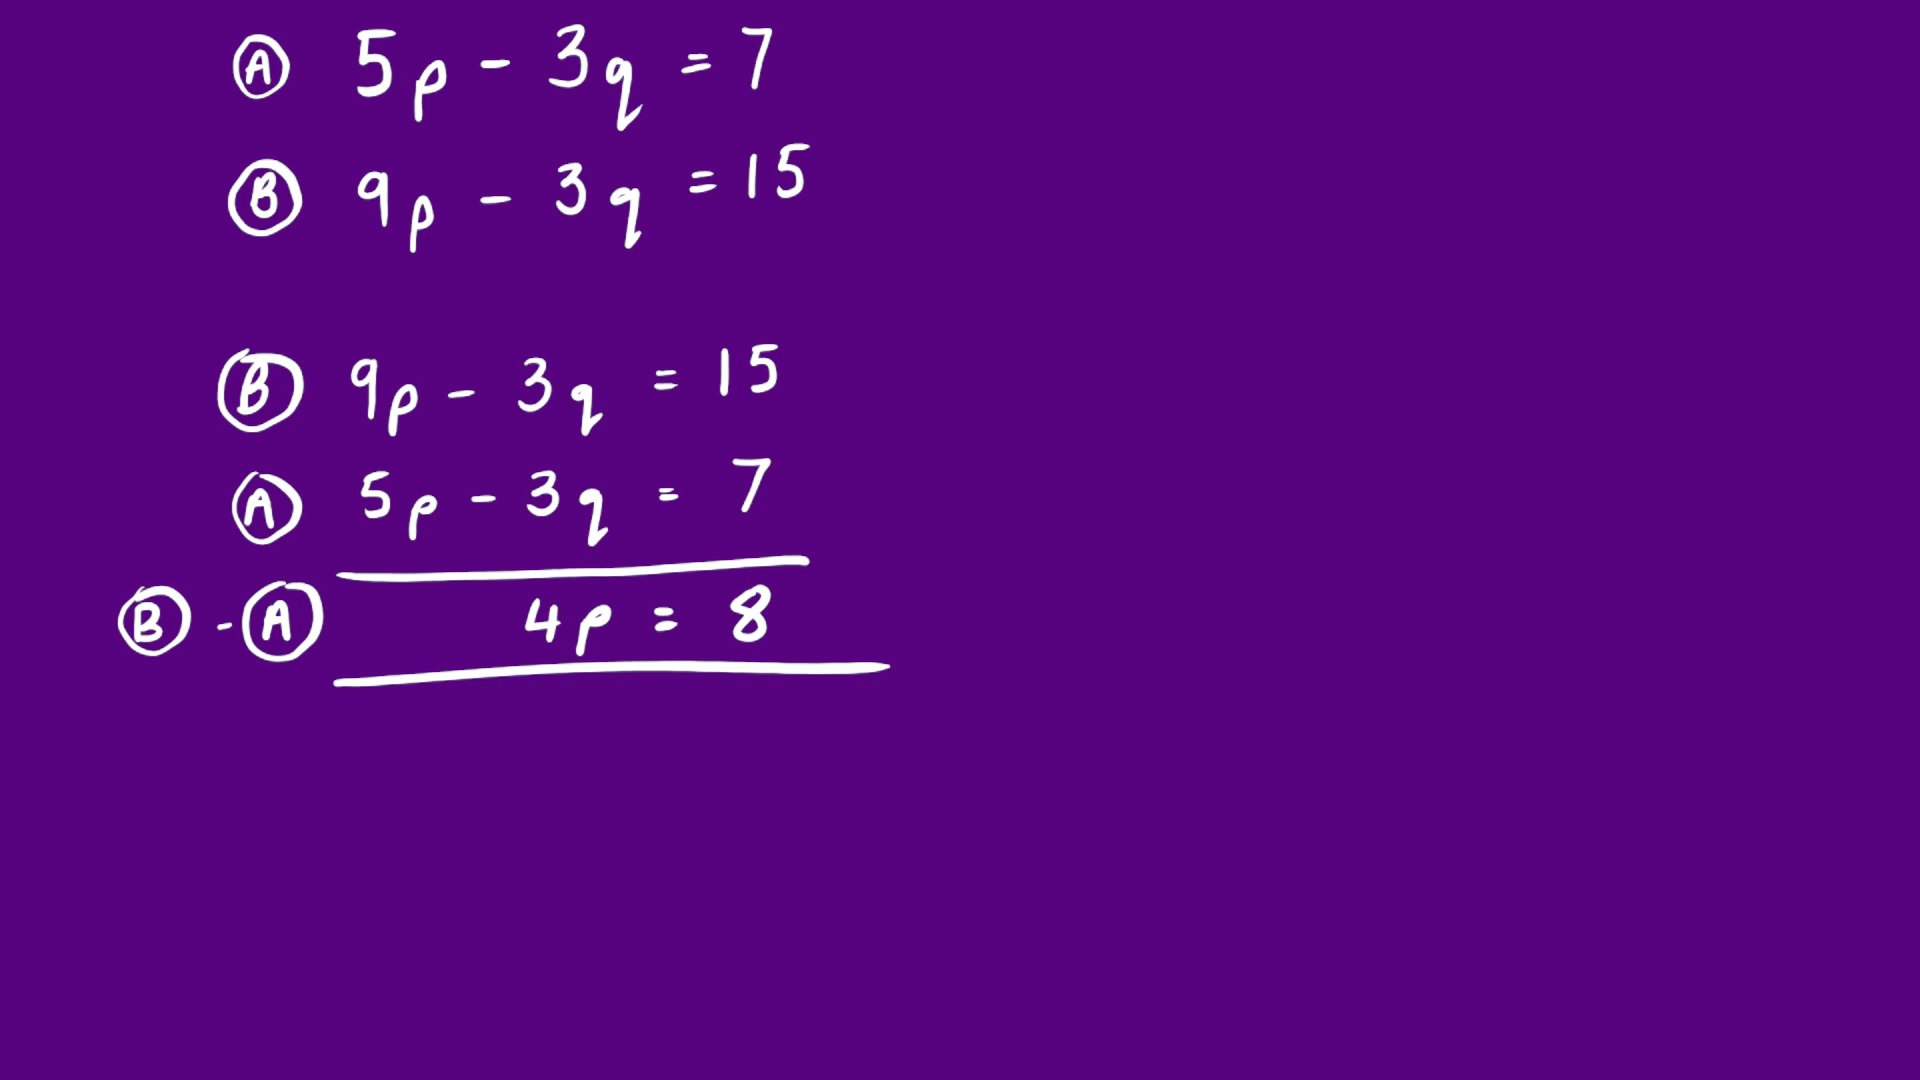 Ⓐ 5p - 3q = 7
Ⓑ 9p - 3q = 15
Ⓑ 9p - 3q = 15
Ⓐ 5p - 3q = 7
Ⓑ - Ⓐ 4p = 8